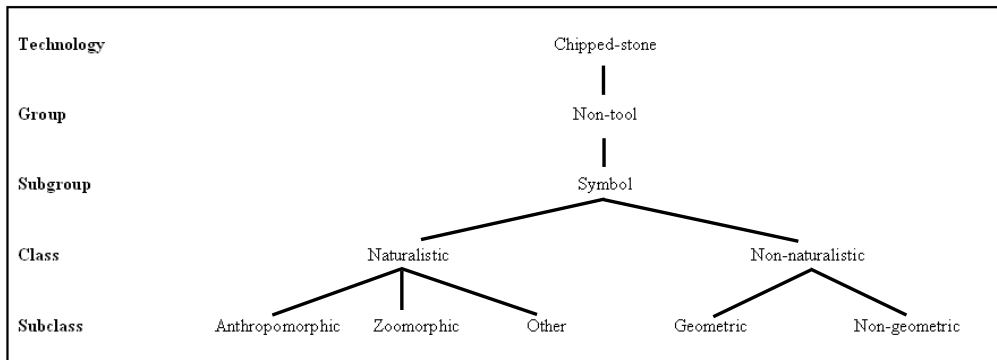 Technology Chipped-stone
Group Non-tool
Subgroup Symbol
Class Naturalistic Non-naturalistic
Subclass Anthropomorphic Zoomorphic Other Geometric Non-geometric